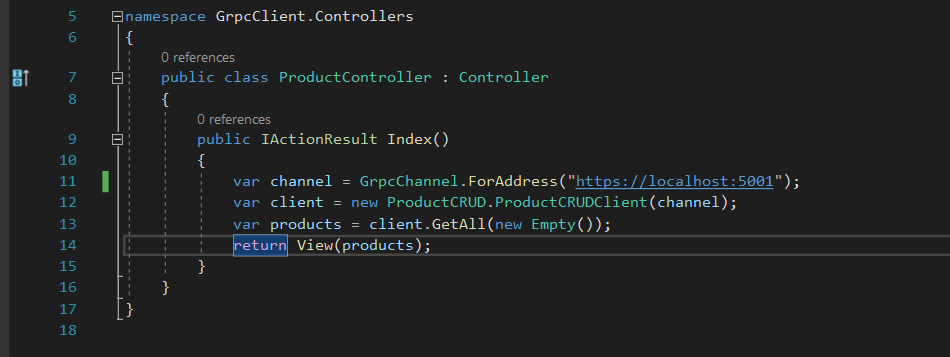 5 namespace GrpcClient.Controllers
6 {
0 references
7 public class ProductController : Controller
8 {
0 references
9 public IActionResult Index()
10 {
11 var channel = GrpcChannel.ForAddress("https://localhost:5001");
12 var client = new ProductCRUD.ProductCRUDClient(channel);
13 var products = client.GetAll(new Empty());
14 return View(products);
15 }
16 }
17 }
18